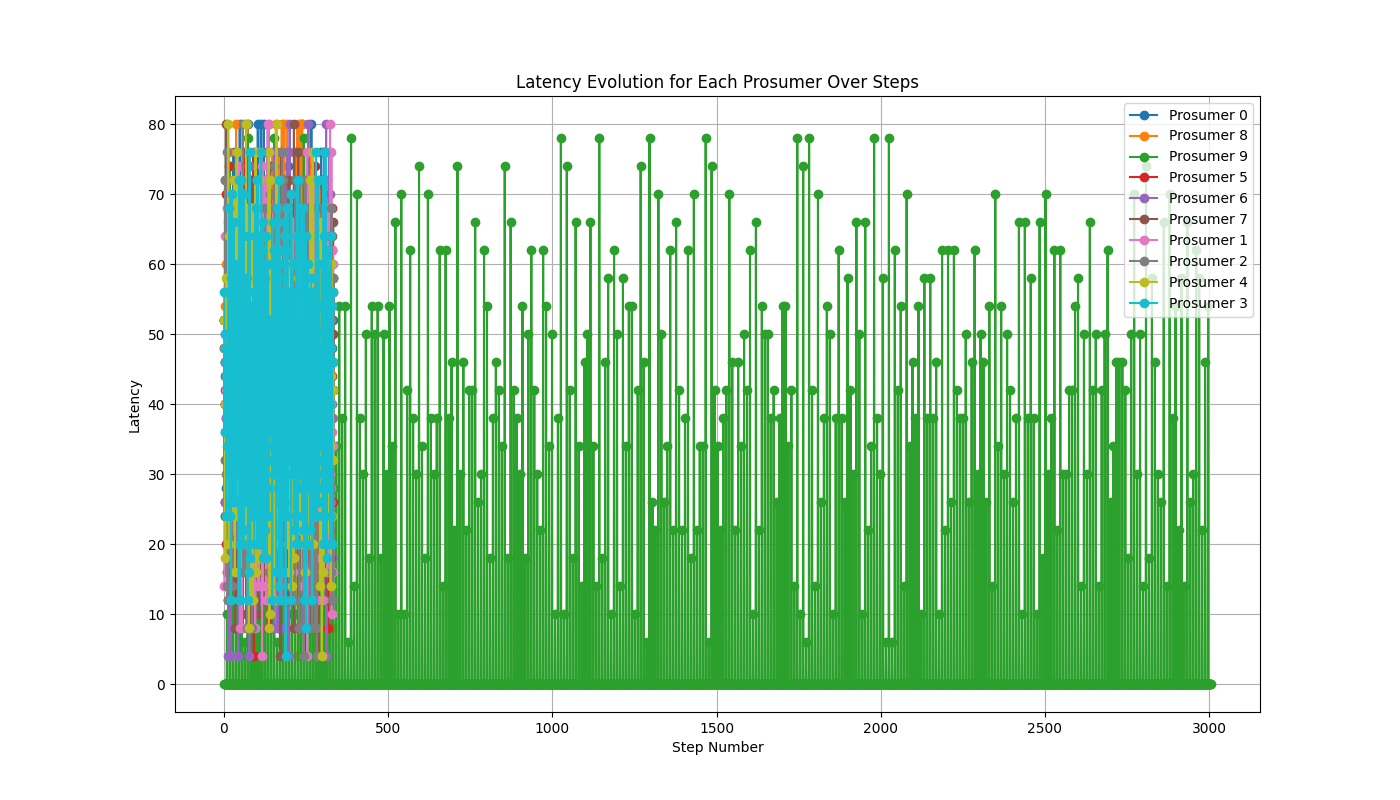 Latency Evolution for Each Prosumer Over Steps
Latency
80
70
60
50
40
30
20
10
0
0 500 1000 1500 2000 2500 3000
Step Number
Prosumer 0
Prosumer 8
Prosumer 9
Prosumer 5
Prosumer 6
Prosumer 7
Prosumer 1
Prosumer 2
Prosumer 4
Prosumer 3